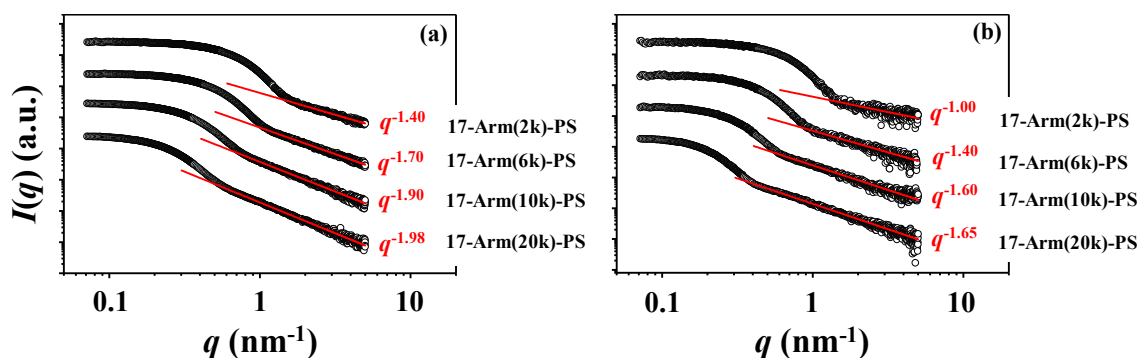 (a)
I(q) (a.u.)
q-1.40 17-Arm(2k)-PS
q-1.70 17-Arm(6k)-PS
q-1.90 17-Arm(10k)-PS
q-1.98 17-Arm(20k)-PS
0.1 1 10
q (nm-1)
(b)
q-1.00 17-Arm(2k)-PS
q-1.40 17-Arm(6k)-PS
q-1.60 17-Arm(10k)-PS
q-1.65 17-Arm(20k)-PS
0.1 1 10
q (nm-1)